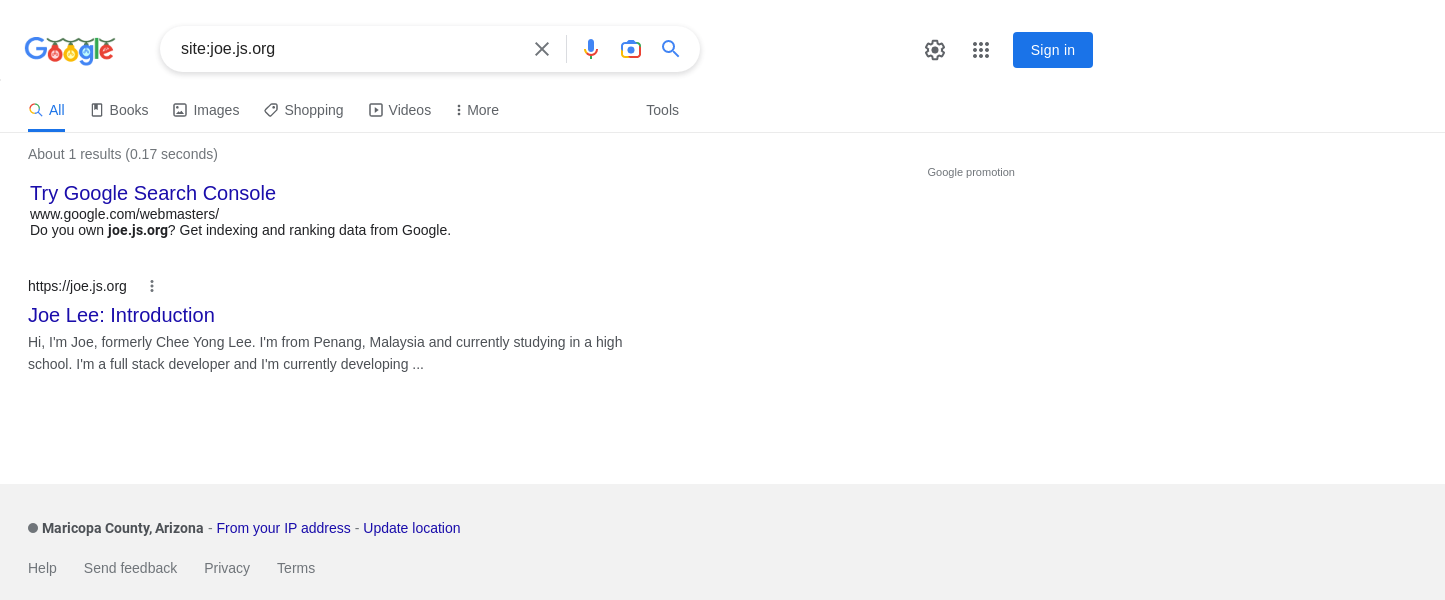 Google
site:joe.js.org
Sign in
All
Books
Images
Shopping
Videos
More
Tools
About 1 results (0.17 seconds)
Google promotion
Try Google Search Console
www.google.com/webmasters/
Do you own joe.js.org? Get indexing and ranking data from Google.
https://joe.js.org
Joe Lee: Introduction
Hi, I'm Joe, formerly Chee Yong Lee. I'm from Penang, Malaysia and currently studying in a high
school. I'm a full stack developer and I'm currently developing ...
Maricopa County, Arizona - From your IP address - Update location
Help
Send feedback
Privacy
Terms